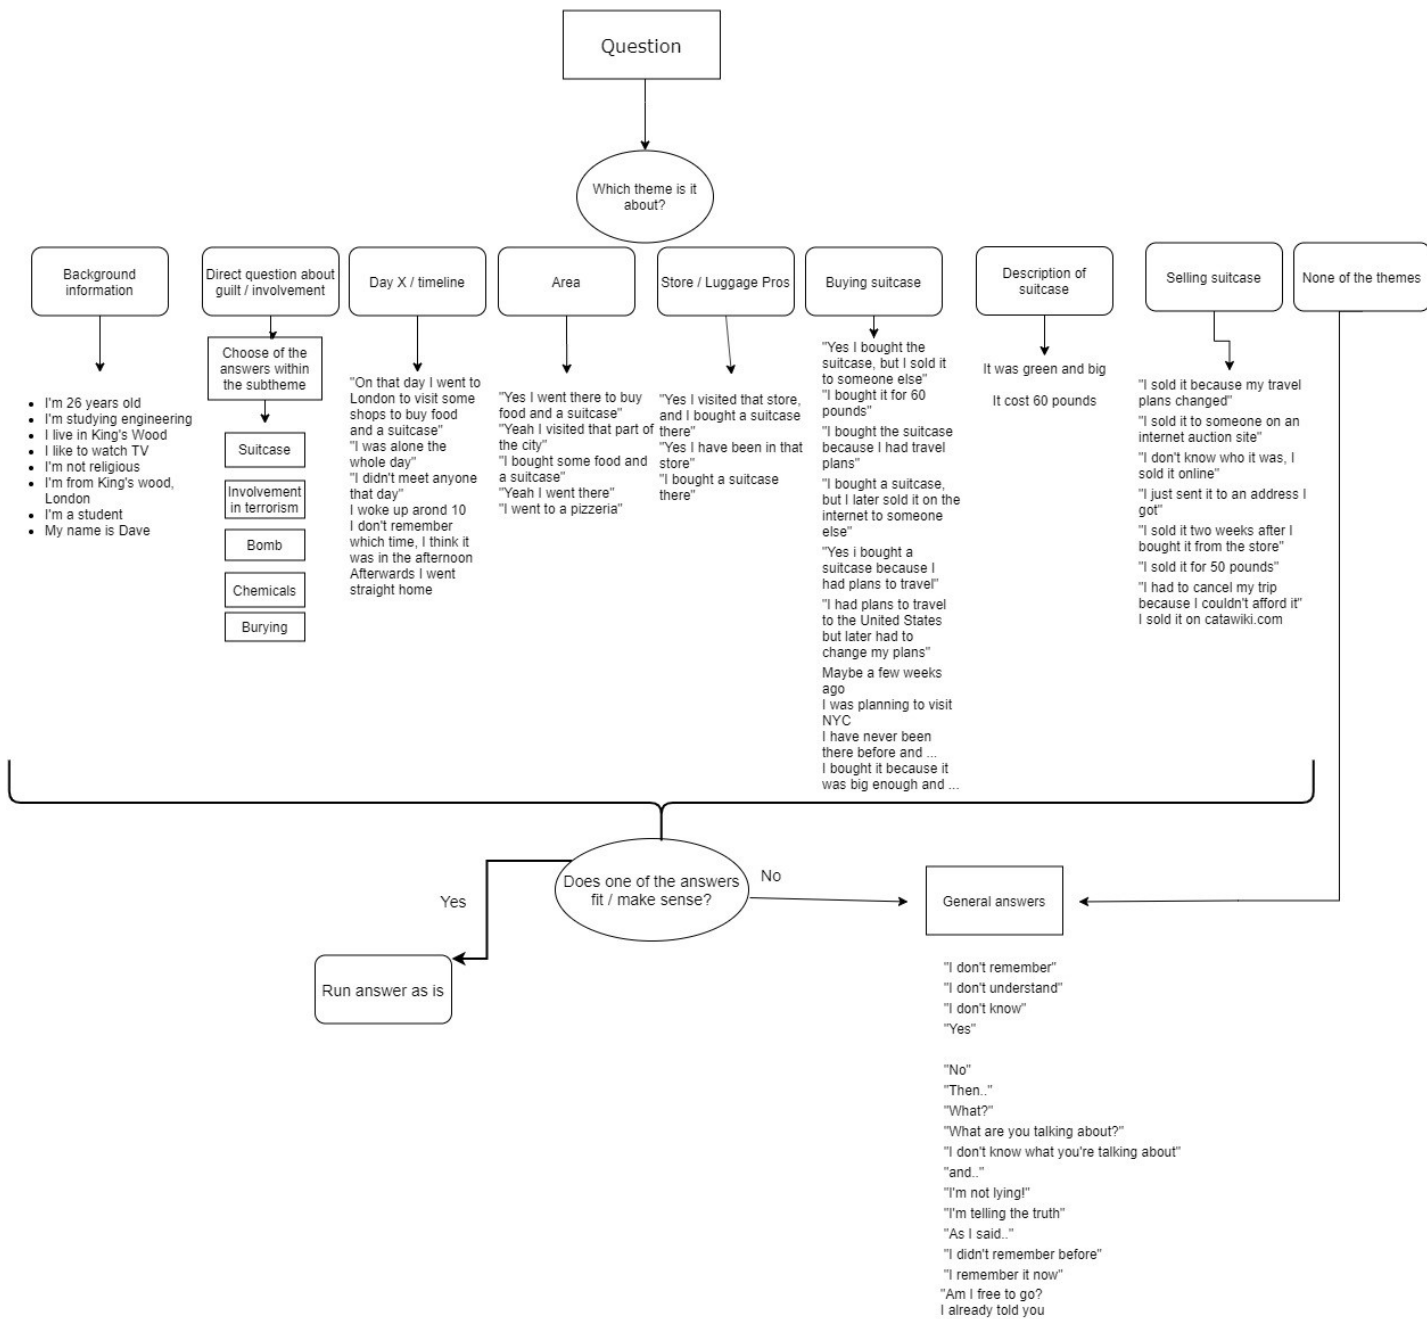 Question
Which theme is it
about?
Background
information
Direct question about
guilt / involvement
Day X / timeline
Area
Store / Luggage Pros
Buying suitcase
Description of
suitcase
Selling suitcase
None of the themes
I'm 26 years old
I'm studying engineering
I live in King's Wood
I like to watch TV
I'm not religious
I'm from King's wood,
London
I'm a student
My name is Dave
Choose of the
answers within
the subtheme
Suitcase
Involvement
in terrorism
Bomb
Chemicals
Burying
"On that day I went to
London to visit some
shops to buy food
and a suitcase"
"I was alone the
whole day"
"I didn't meet anyone
that day"
I woke up arond 10
I don't remember
which time, I think it
was in the afternoon
Afterwards I went
straight home
"Yes I went there to buy
food and a suitcase"
"Yeah I visited that part of
the city"
"I bought some food and
a suitcase"
"Yeah I went there"
"I went to a pizzeria"
"Yes I visited that store,
and I bought a suitcase
there"
"Yes I have been in that
store"
"I bought a suitcase
there"
"Yes I bought the
suitcase, but I sold it
to someone else"
"I bought it for 60
pounds"
"I bought the suitcase
because I had travel
plans"
"I bought a suitcase,
but I later sold it on the
internet to someone
else"
"Yes i bought a
suitcase because I
had plans to travel"
"I had plans to travel
to the United States
but later had to
change my plans"
Maybe a few weeks
ago
I was planning to visit
NYC
I have never been
there before and ...
I bought it because it
was big enough and ...
It was green and big
It cost 60 pounds
"I sold it because my travel
plans changed"
"I sold it to someone on an
internet auction site"
"I don't know who it was, I
sold it online"
"I just sent it to an address I
got"
"I sold it two weeks after I
bought it from the store"
"I sold it for 50 pounds"
"I had to cancel my trip
because I couldn't afford it"
I sold it on catawiki.com
Does one of the answers
fit / make sense?
Yes
No
Run answer as is
General answers
"I don't remember"
"I don't understand"
"I don't know"
"Yes"
"No"
"Then.."
"What?"
"What are you talking about?"
"I don't know what you're talking about"
"and.."
"I'm not lying!"
"I'm telling the truth"
"As I said.."
"I didn't remember before"
"I remember it now"
"Am I free to go?
I already told you